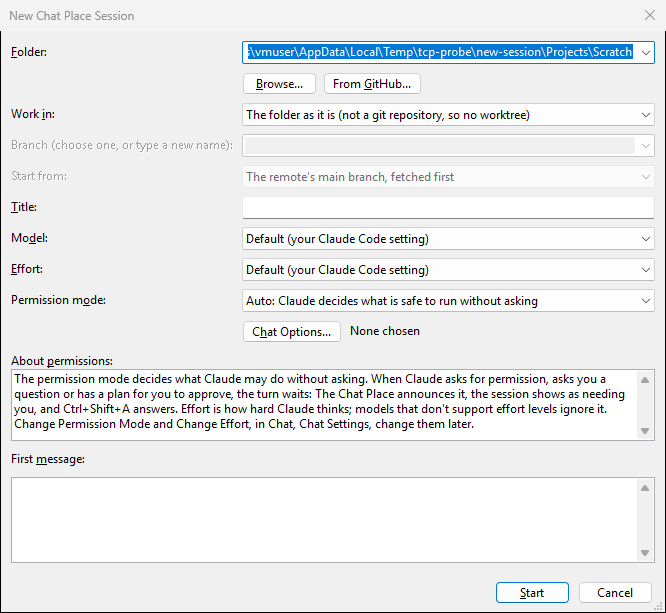 New Chat Place Session
Folder:
s\vmuser\AppData\Local\Temp\tcp-probe\new-session\Projects\Scratch
Browse...
From GitHub...
Work in:
The folder as it is (not a git repository, so no worktree)
Branch (choose one, or type a new name):
Start from:
The remote's main branch, fetched first
Title:
Model:
Default (your Claude Code setting)
Effort:
Default (your Claude Code setting)
Permission mode:
Auto: Claude decides what is safe to run without asking
Chat Options...
None chosen
About permissions:
The permission mode decides what Claude may do without asking. When Claude asks for permission, asks you a
question or has a plan for you to approve, the turn waits: The Chat Place announces it, the session shows as needing
you, and Ctrl+Shift+A answers. Effort is how hard Claude thinks; models that don't support effort levels ignore it.
Change Permission Mode and Change Effort, in Chat, Chat Settings, change them later.
First message:
Start
Cancel